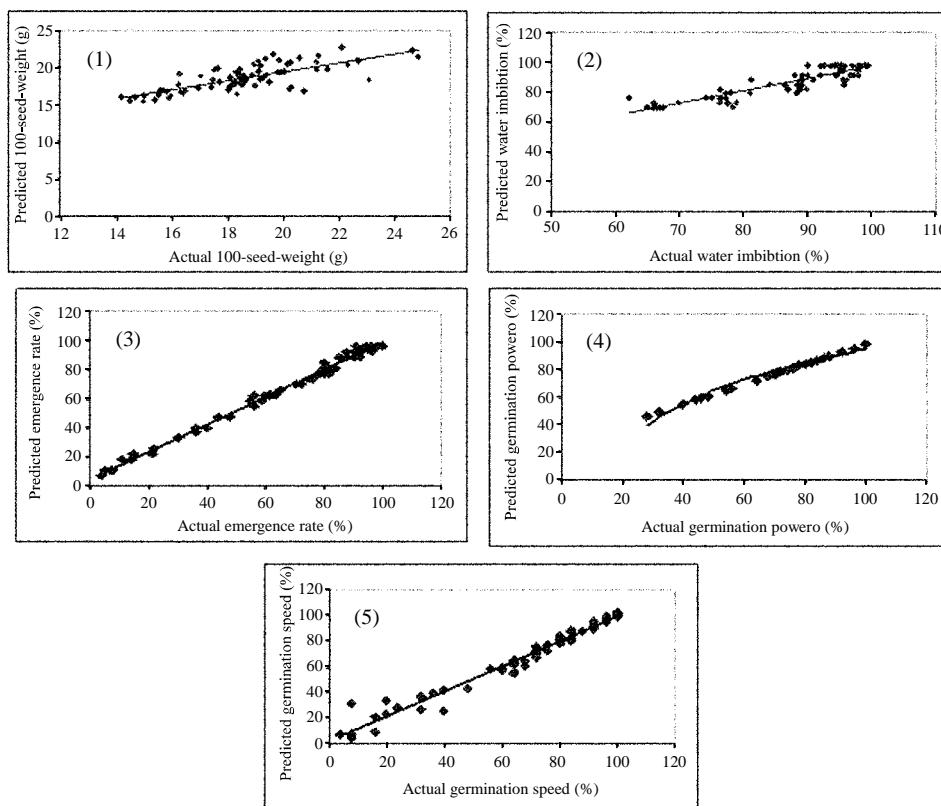 (1)
Predicted 100-seed-weight (g)
25
20
15
10
5
0
12 14 16 18 20 22 24 26
Actual 100-seed-weight (g)
(2)
Predicted water imbibtion (%)
120
100
80
60
40
20
0
50 60 70 80 90 100 110
Actual water imbibtion (%)
(3)
Predicted emergence rate (%)
120
100
80
60
40
20
0
0 20 40 60 80 100 120
Actual emergence rate (%)
(4)
Predicted germination powero (%)
120
100
80
60
40
20
0
0 20 40 60 80 100 120
Actual germination powero (%)
(5)
Predicted germination speed (%)
120
100
80
60
40
20
0
0 20 40 60 80 100 120
Actual germination speed (%)